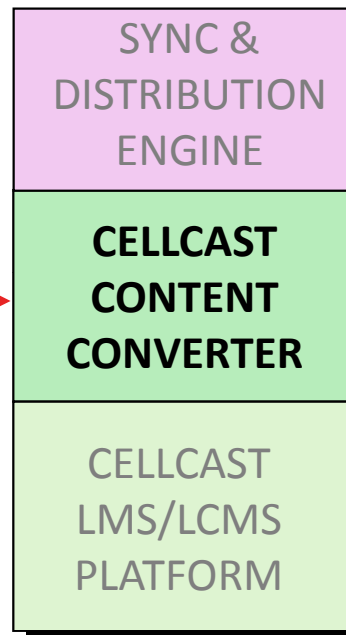 SYNC &
DISTRIBUTION
ENGINE
CELLCAST
CONTENT
CONVERTER
CELLCAST
LMS/LCMS
PLATFORM